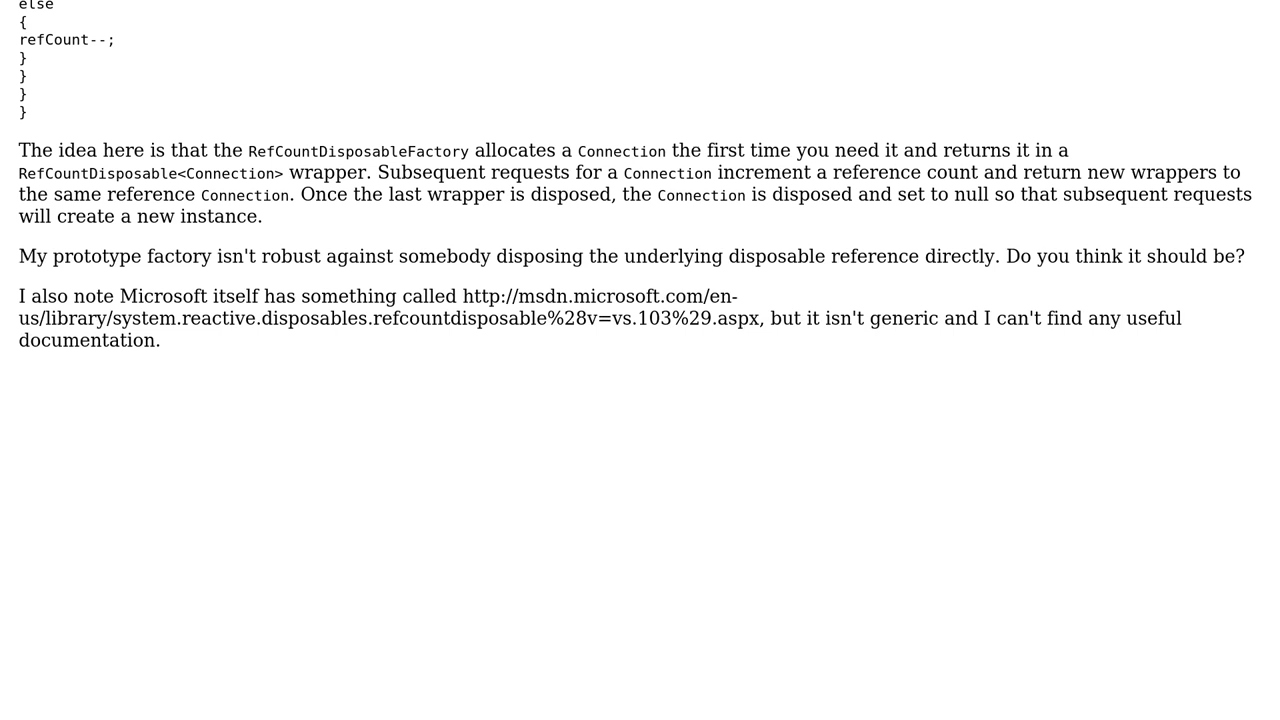 else
{
refCount--;
}
}
}
}
The idea here is that the RefCountDisposableFactory allocates a Connection the first time you need it and returns it in a
RefCountDisposable<Connection> wrapper. Subsequent requests for a Connection increment a reference count and return new wrappers to
the same reference Connection. Once the last wrapper is disposed, the Connection is disposed and set to null so that subsequent requests
will create a new instance.
My prototype factory isn't robust against somebody disposing the underlying disposable reference directly. Do you think it should be?
I also note Microsoft itself has something called http://msdn.microsoft.com/en-
us/library/system.reactive.disposables.refcountdisposable%28v=vs.103%29.aspx, but it isn't generic and I can't find any useful
documentation.